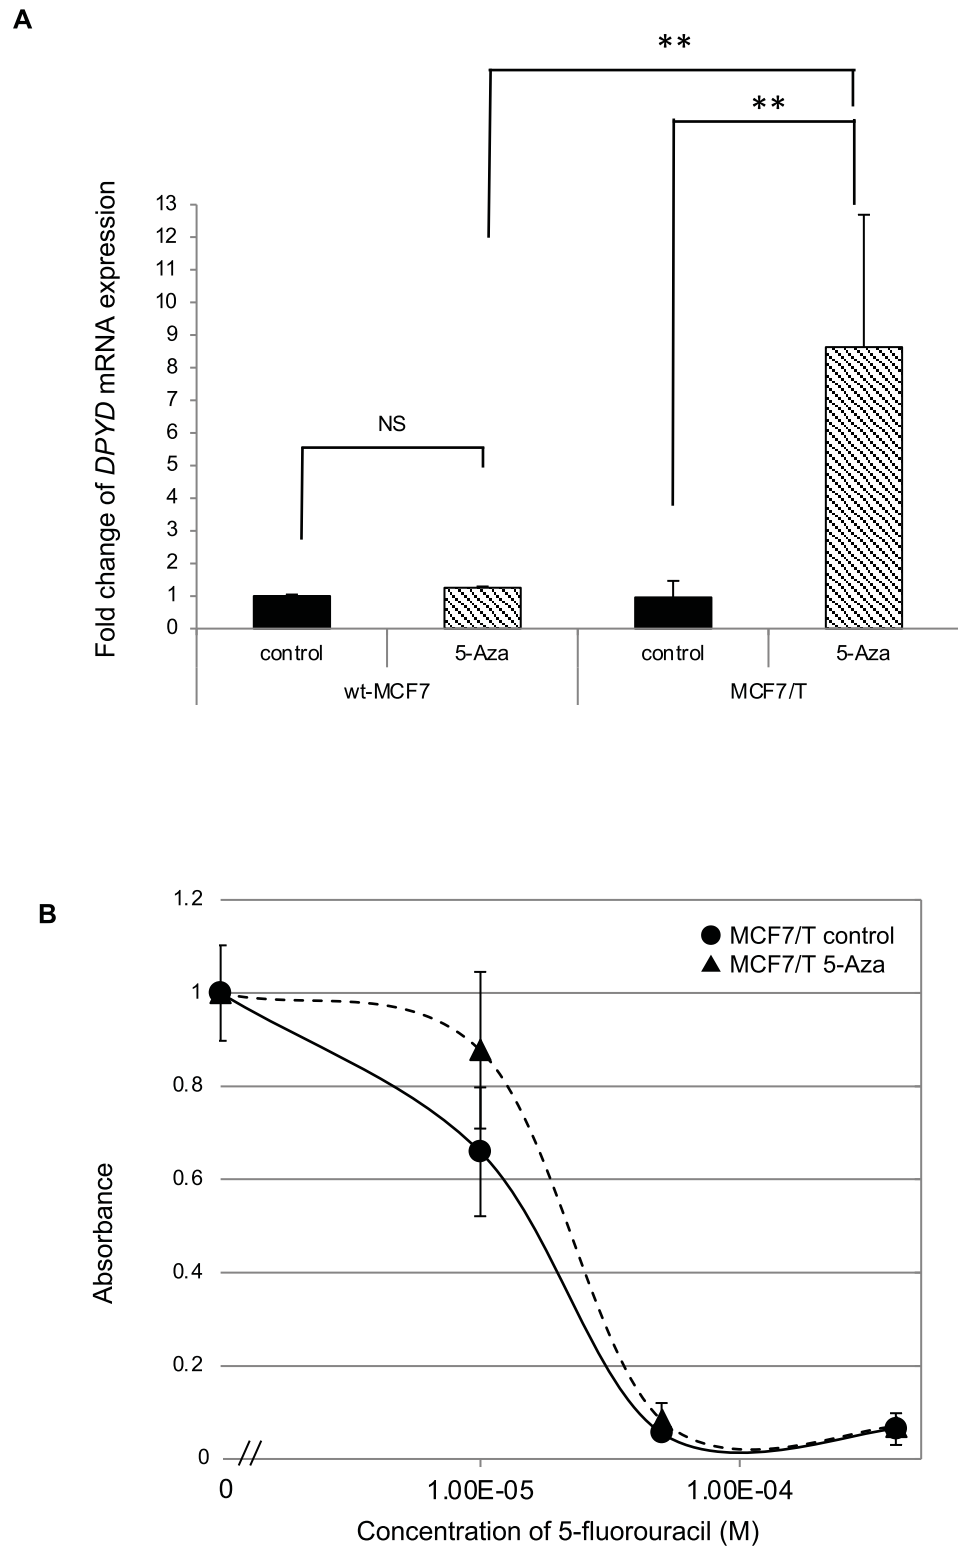 A
**
**
Fold change of DPYD mRNA expression
13
12
11
10
9
8
7
6
5
4
3
2
1
0
NS
control
5-Aza
control
5-Aza
wt-MCF7
MCF7/T
B
Absorbance
1.2
1
0.8
0.6
0.4
0.2
0
MCF7/T control
MCF7/T 5-Aza
0
1.00E-05
1.00E-04
Concentration of 5-fluorouracil (M)